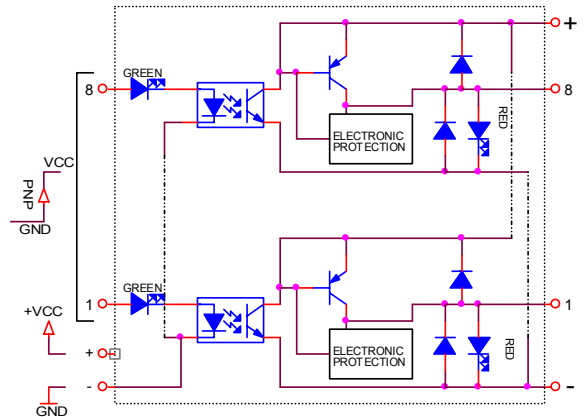 +
GREEN
8
8
RED
ELECTRONIC
PROTECTION
VCC
PNP
GND
GREEN
+VCC
1
1
RED
ELECTRONIC
PROTECTION
+
-
-
GND